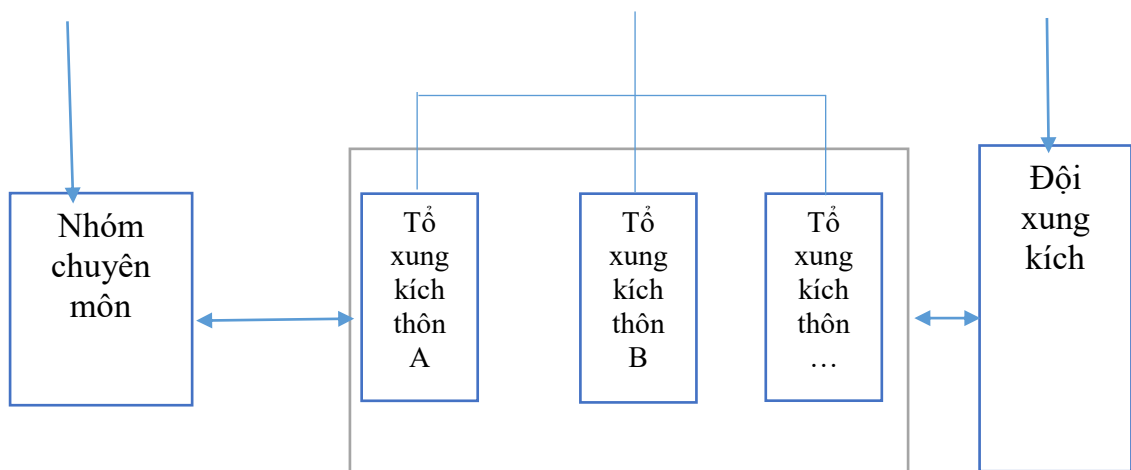 Nhóm
chuyên
môn
Tổ
xung
kích
thôn
A
Tổ
xung
kích
thôn
B
Tổ
xung
kích
thôn
…
Đội
xung
kích